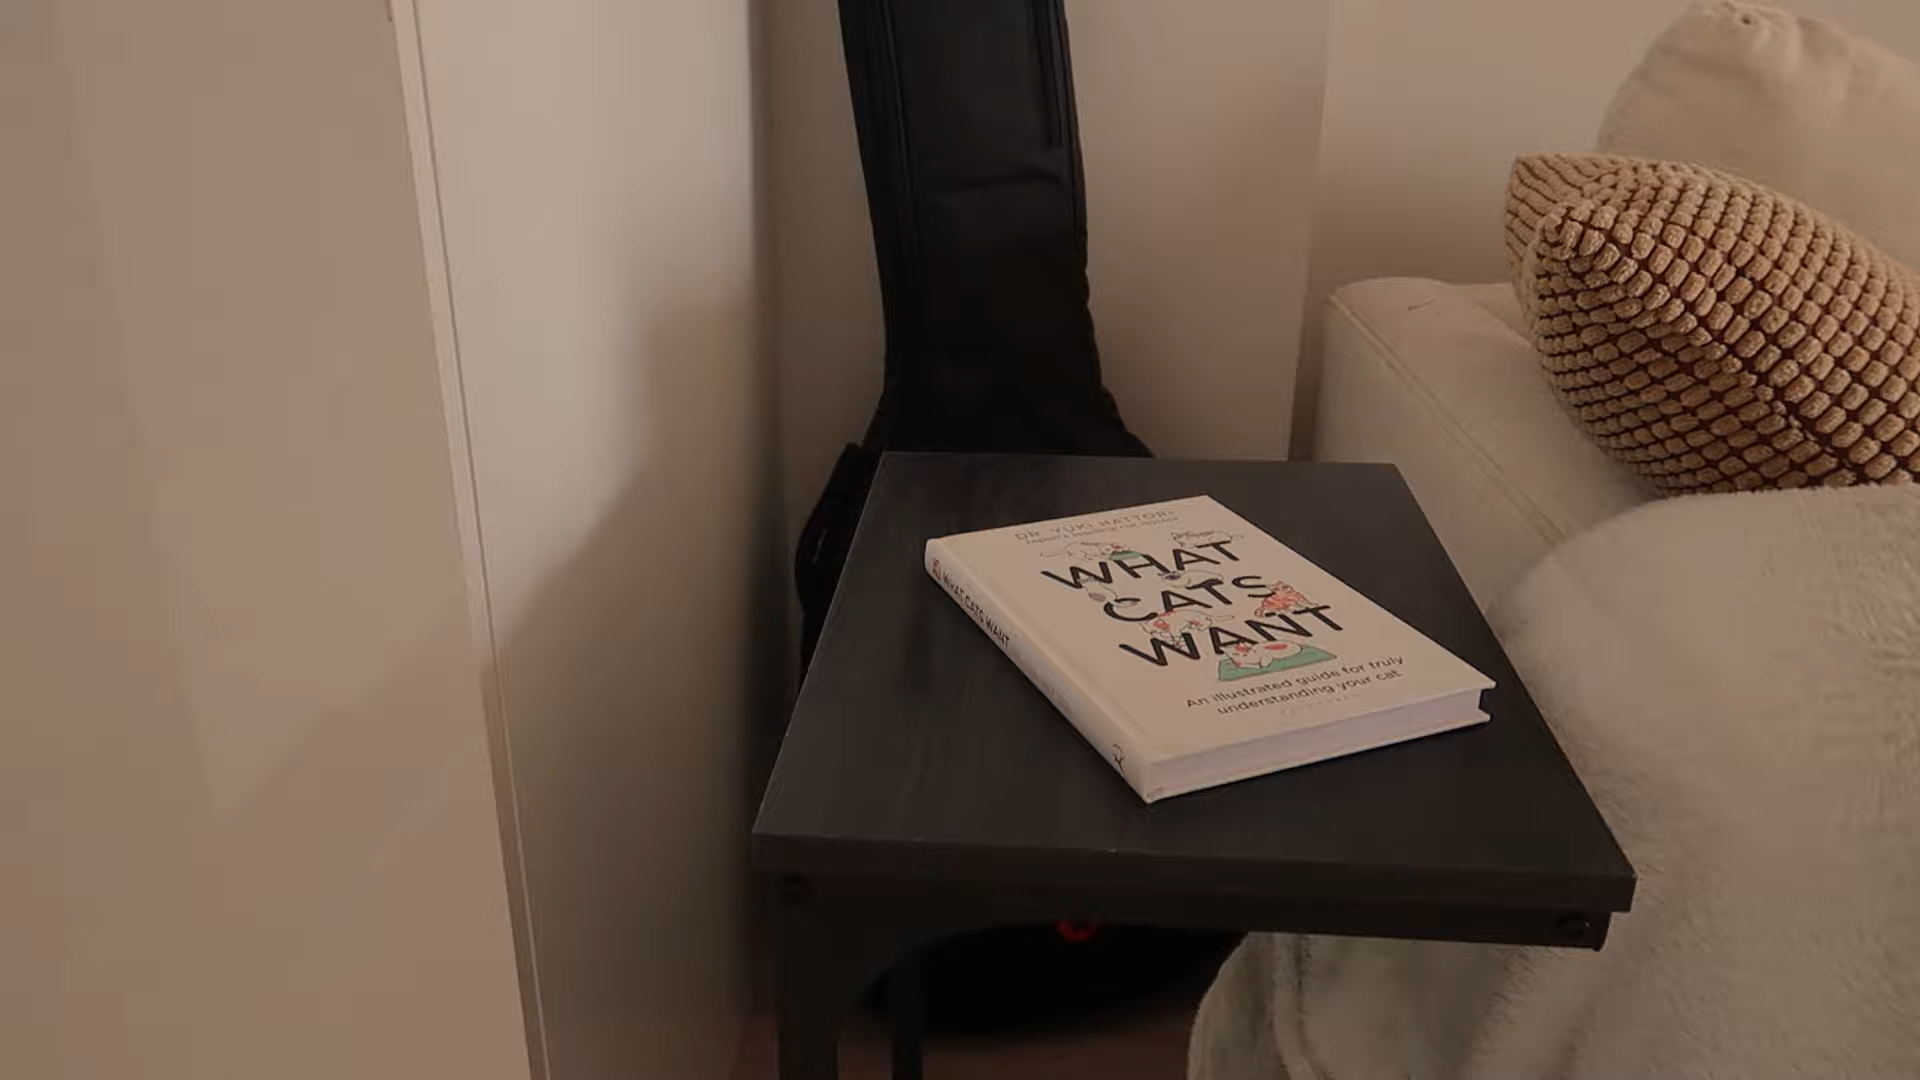 DR. YUKI HATTORI
WHAT
CATS
WANT
An illustrated guide for truly
understanding your cat
WHAT CATS WANT